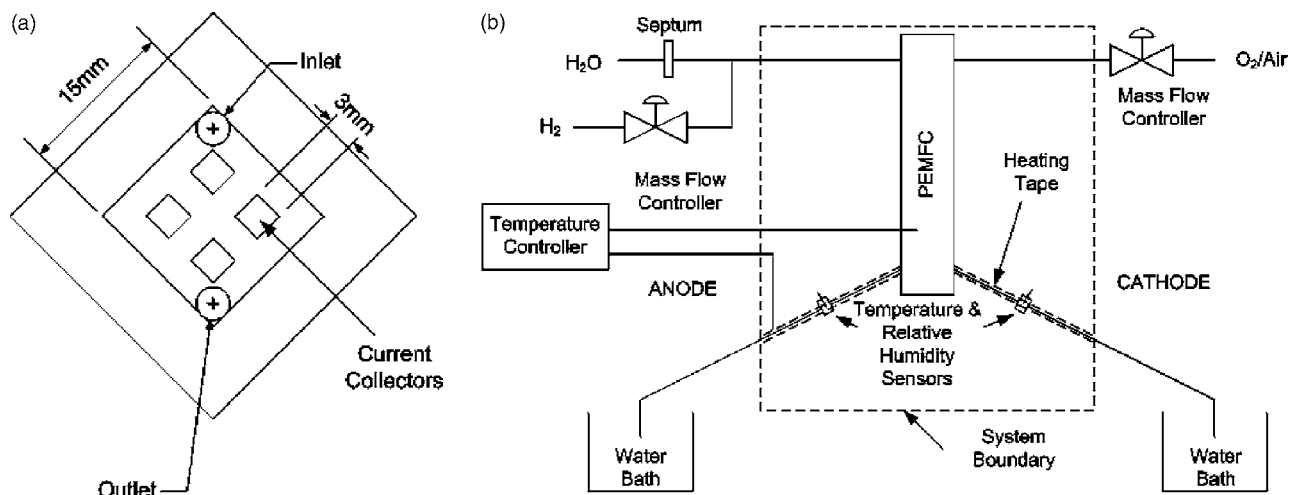 (a)
Inlet
15mm
3mm
Current
Collectors
Outlet
(b)
Septum
H₂O
H₂
Mass Flow
Controller
Temperature
Controller
ANODE
PEMFC
O₂/Air
Mass Flow
Controller
Heating
Tape
CATHODE
Temperature &
Relative
Humidity
Sensors
System
Boundary
Water
Bath
Water
Bath